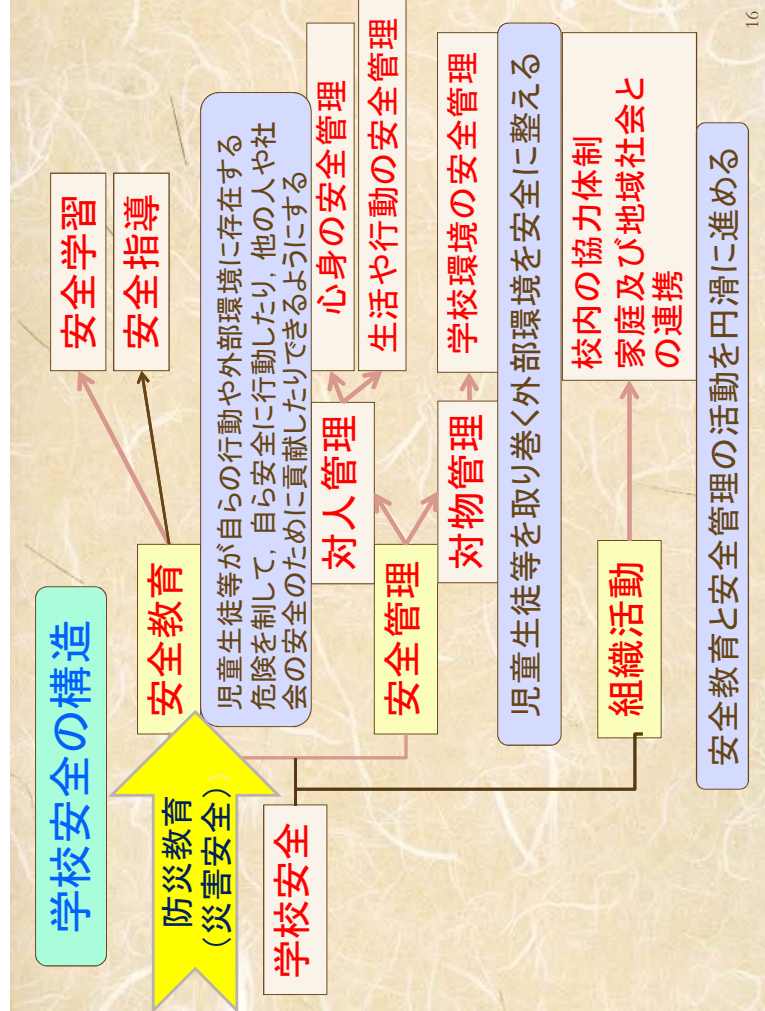 学校安全の構造
防災教育
（災害安全）
学校安全
安全教育
安全学習
安全指導
児童生徒等が自らの行動や外部環境に存在する
危険を制して，自ら安全に行動したり，他の人や社
会の安全のために貢献したりできるようにする
安全管理
対人管理
心身の安全管理
生活や行動の安全管理
対物管理
学校環境の安全管理
児童生徒等を取り巻く外部環境を安全に整える
組織活動
校内の協力体制
家庭及び地域社会と
の連携
安全教育と安全管理の活動を円滑に進める
16